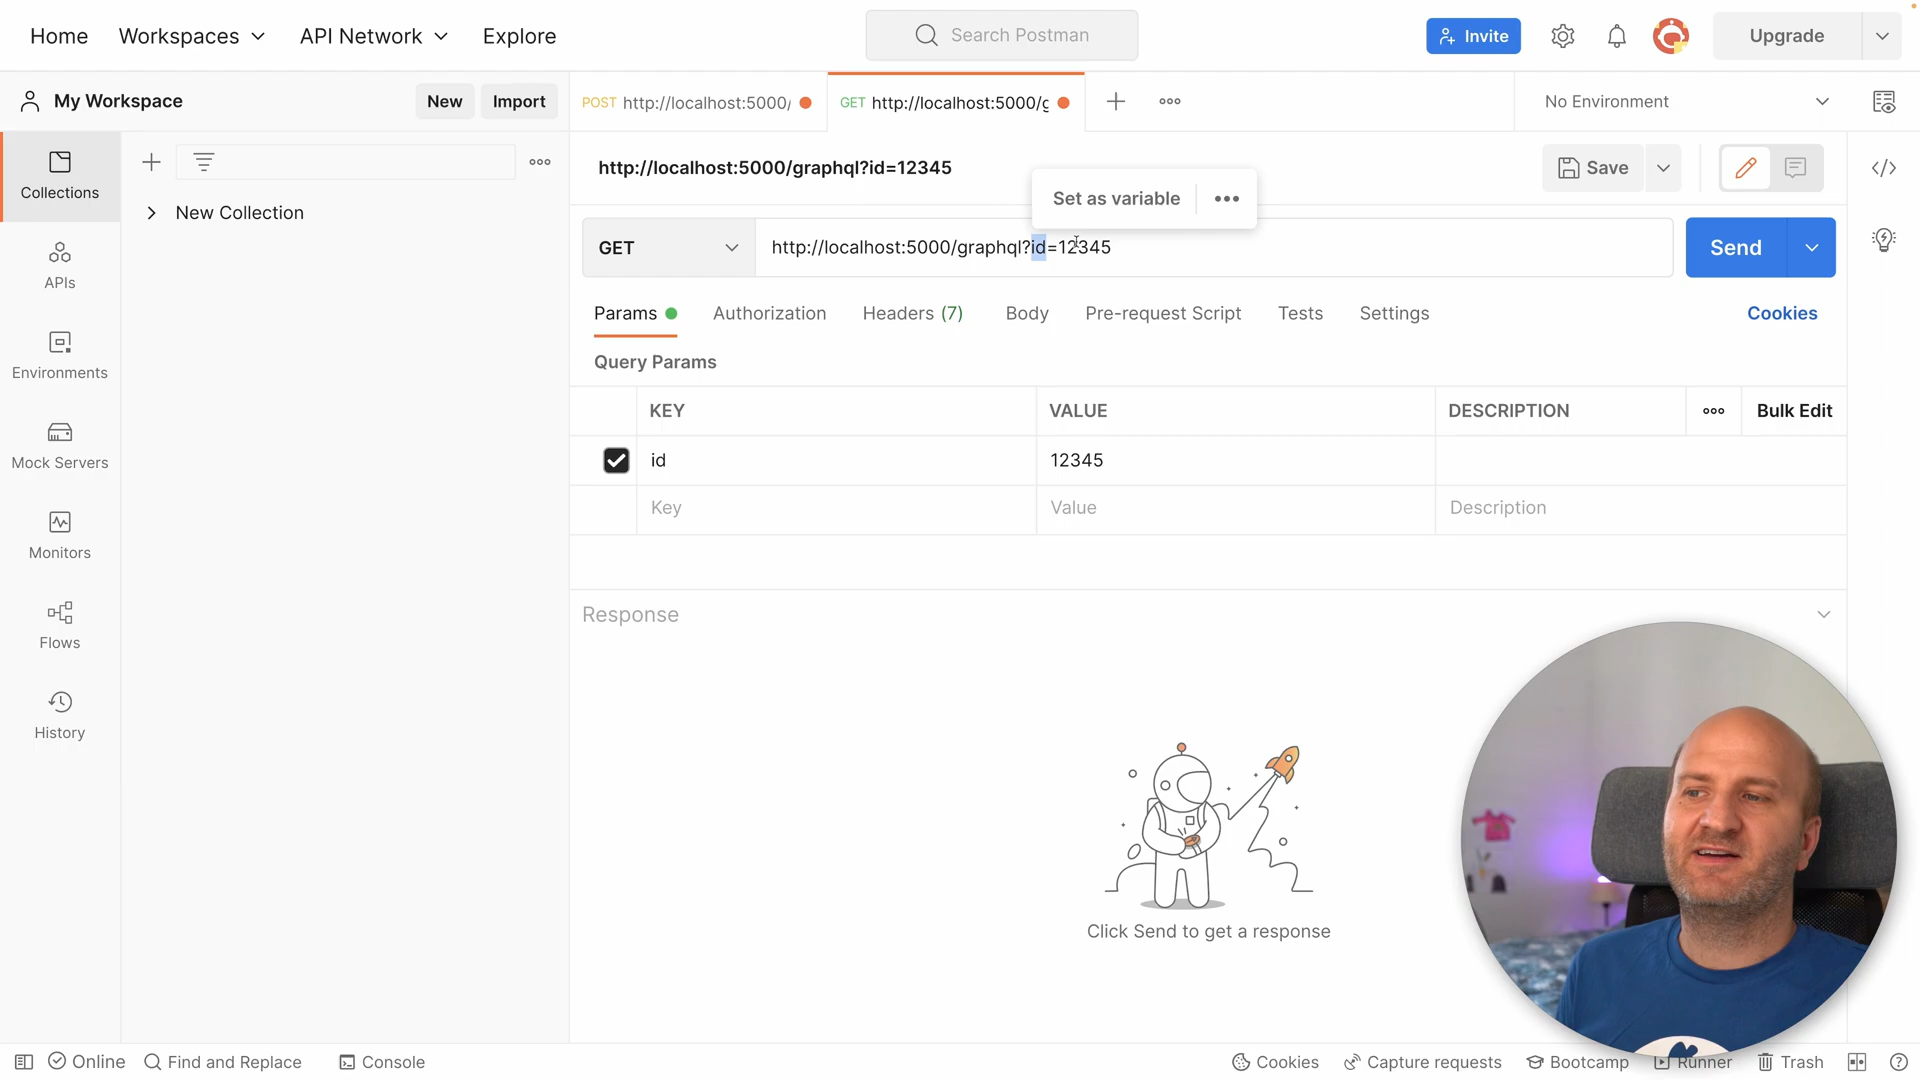 Home
Workspaces
API Network
Explore
Search Postman
Invite
Upgrade
My Workspace
New
Import
POST http://localhost:5000/
GET http://localhost:5000/g
No Environment
Collections
APIs
Environments
Mock Servers
Monitors
Flows
History
New Collection
http://localhost:5000/graphql?id=12345
Save
Set as variable
GET
http://localhost:5000/graphql?id=12345
Send
Params
Authorization
Headers (7)
Body
Pre-request Script
Tests
Settings
Cookies
Query Params
KEY
VALUE
DESCRIPTION
Bulk Edit
id
12345
Key
Value
Description
Response
Click Send to get a response
Online
Find and Replace
Console
Cookies
Capture requests
Bootcamp
Runner
Trash